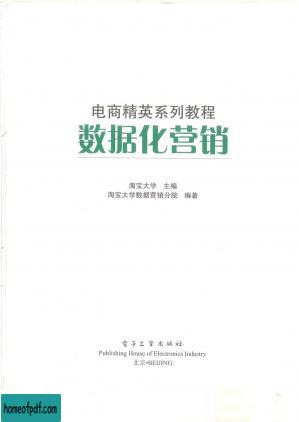 电商精英系列教程
数据化营销
淘宝大学 主编
淘宝大学数据营销分院 编著
电子工业出版社·
Publishing House of Electronics Industry
北京·BEIJING
homeofpdf.com